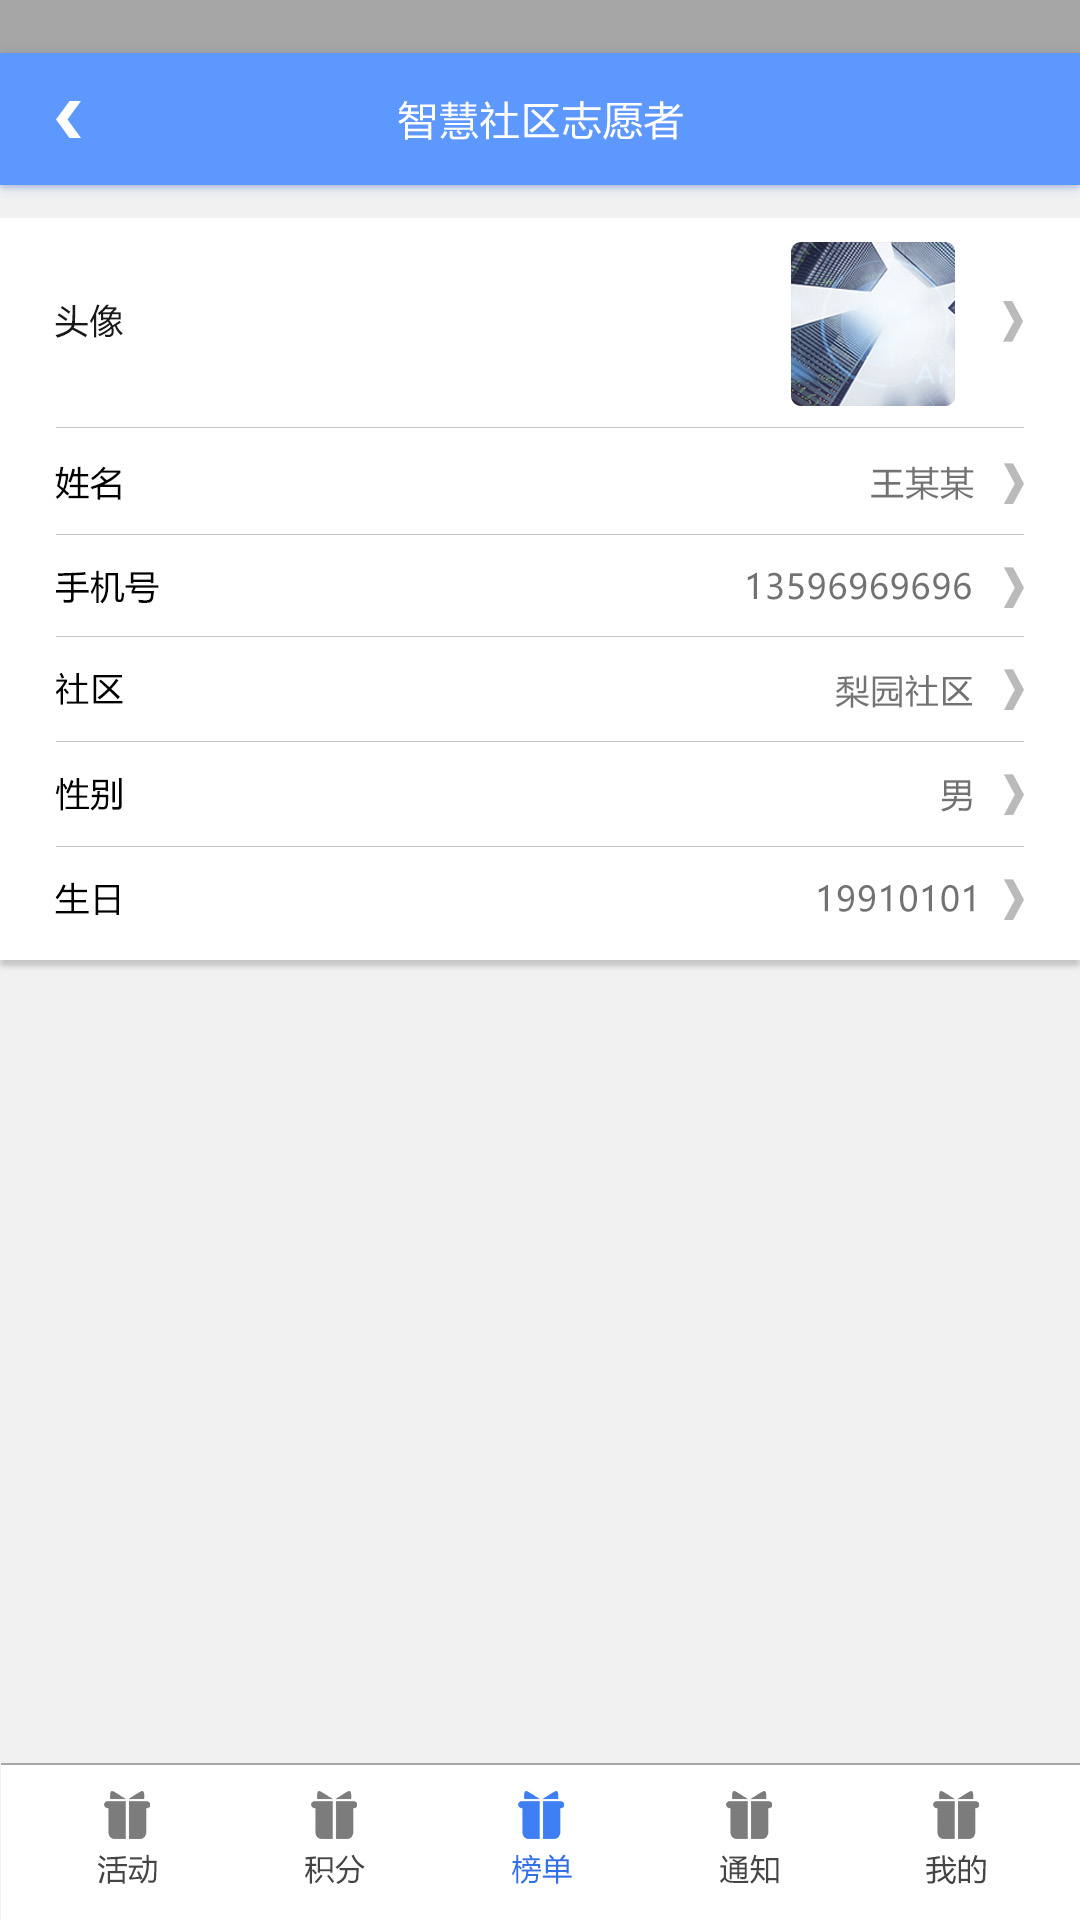 智慧社区志愿者
头像
AM
姓名 王某某
手机号 13596969696
社区 梨园社区
性别 男
生日 19910101
活动 积分 榜单 通知 我的